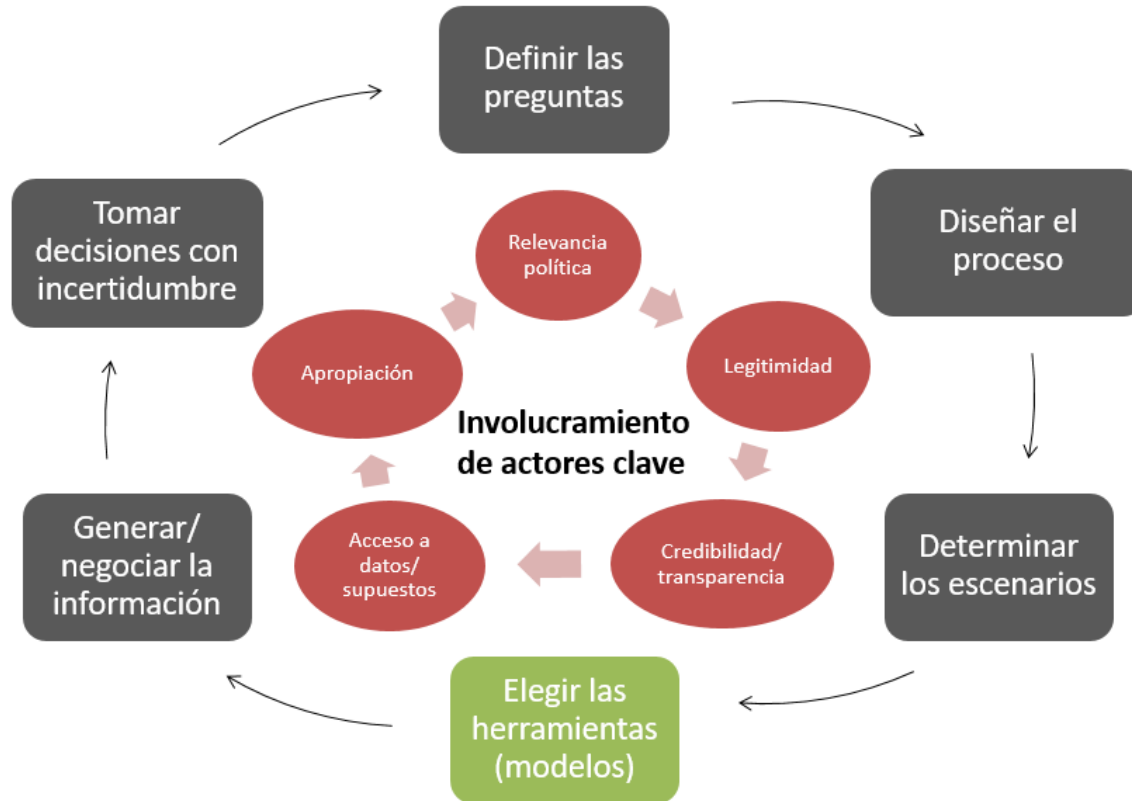 Definir las
preguntas
Diseñar el
proceso
Determinar
los escenarios
Elegir las
herramientas
(modelos)
Generar/
negociar la
información
Tomar
decisiones con
incertidumbre
Relevancia
política
Legitimidad
Credibilidad/
transparencia
Acceso a
datos/
supuestos
Apropiación
Involucramiento
de actores clave